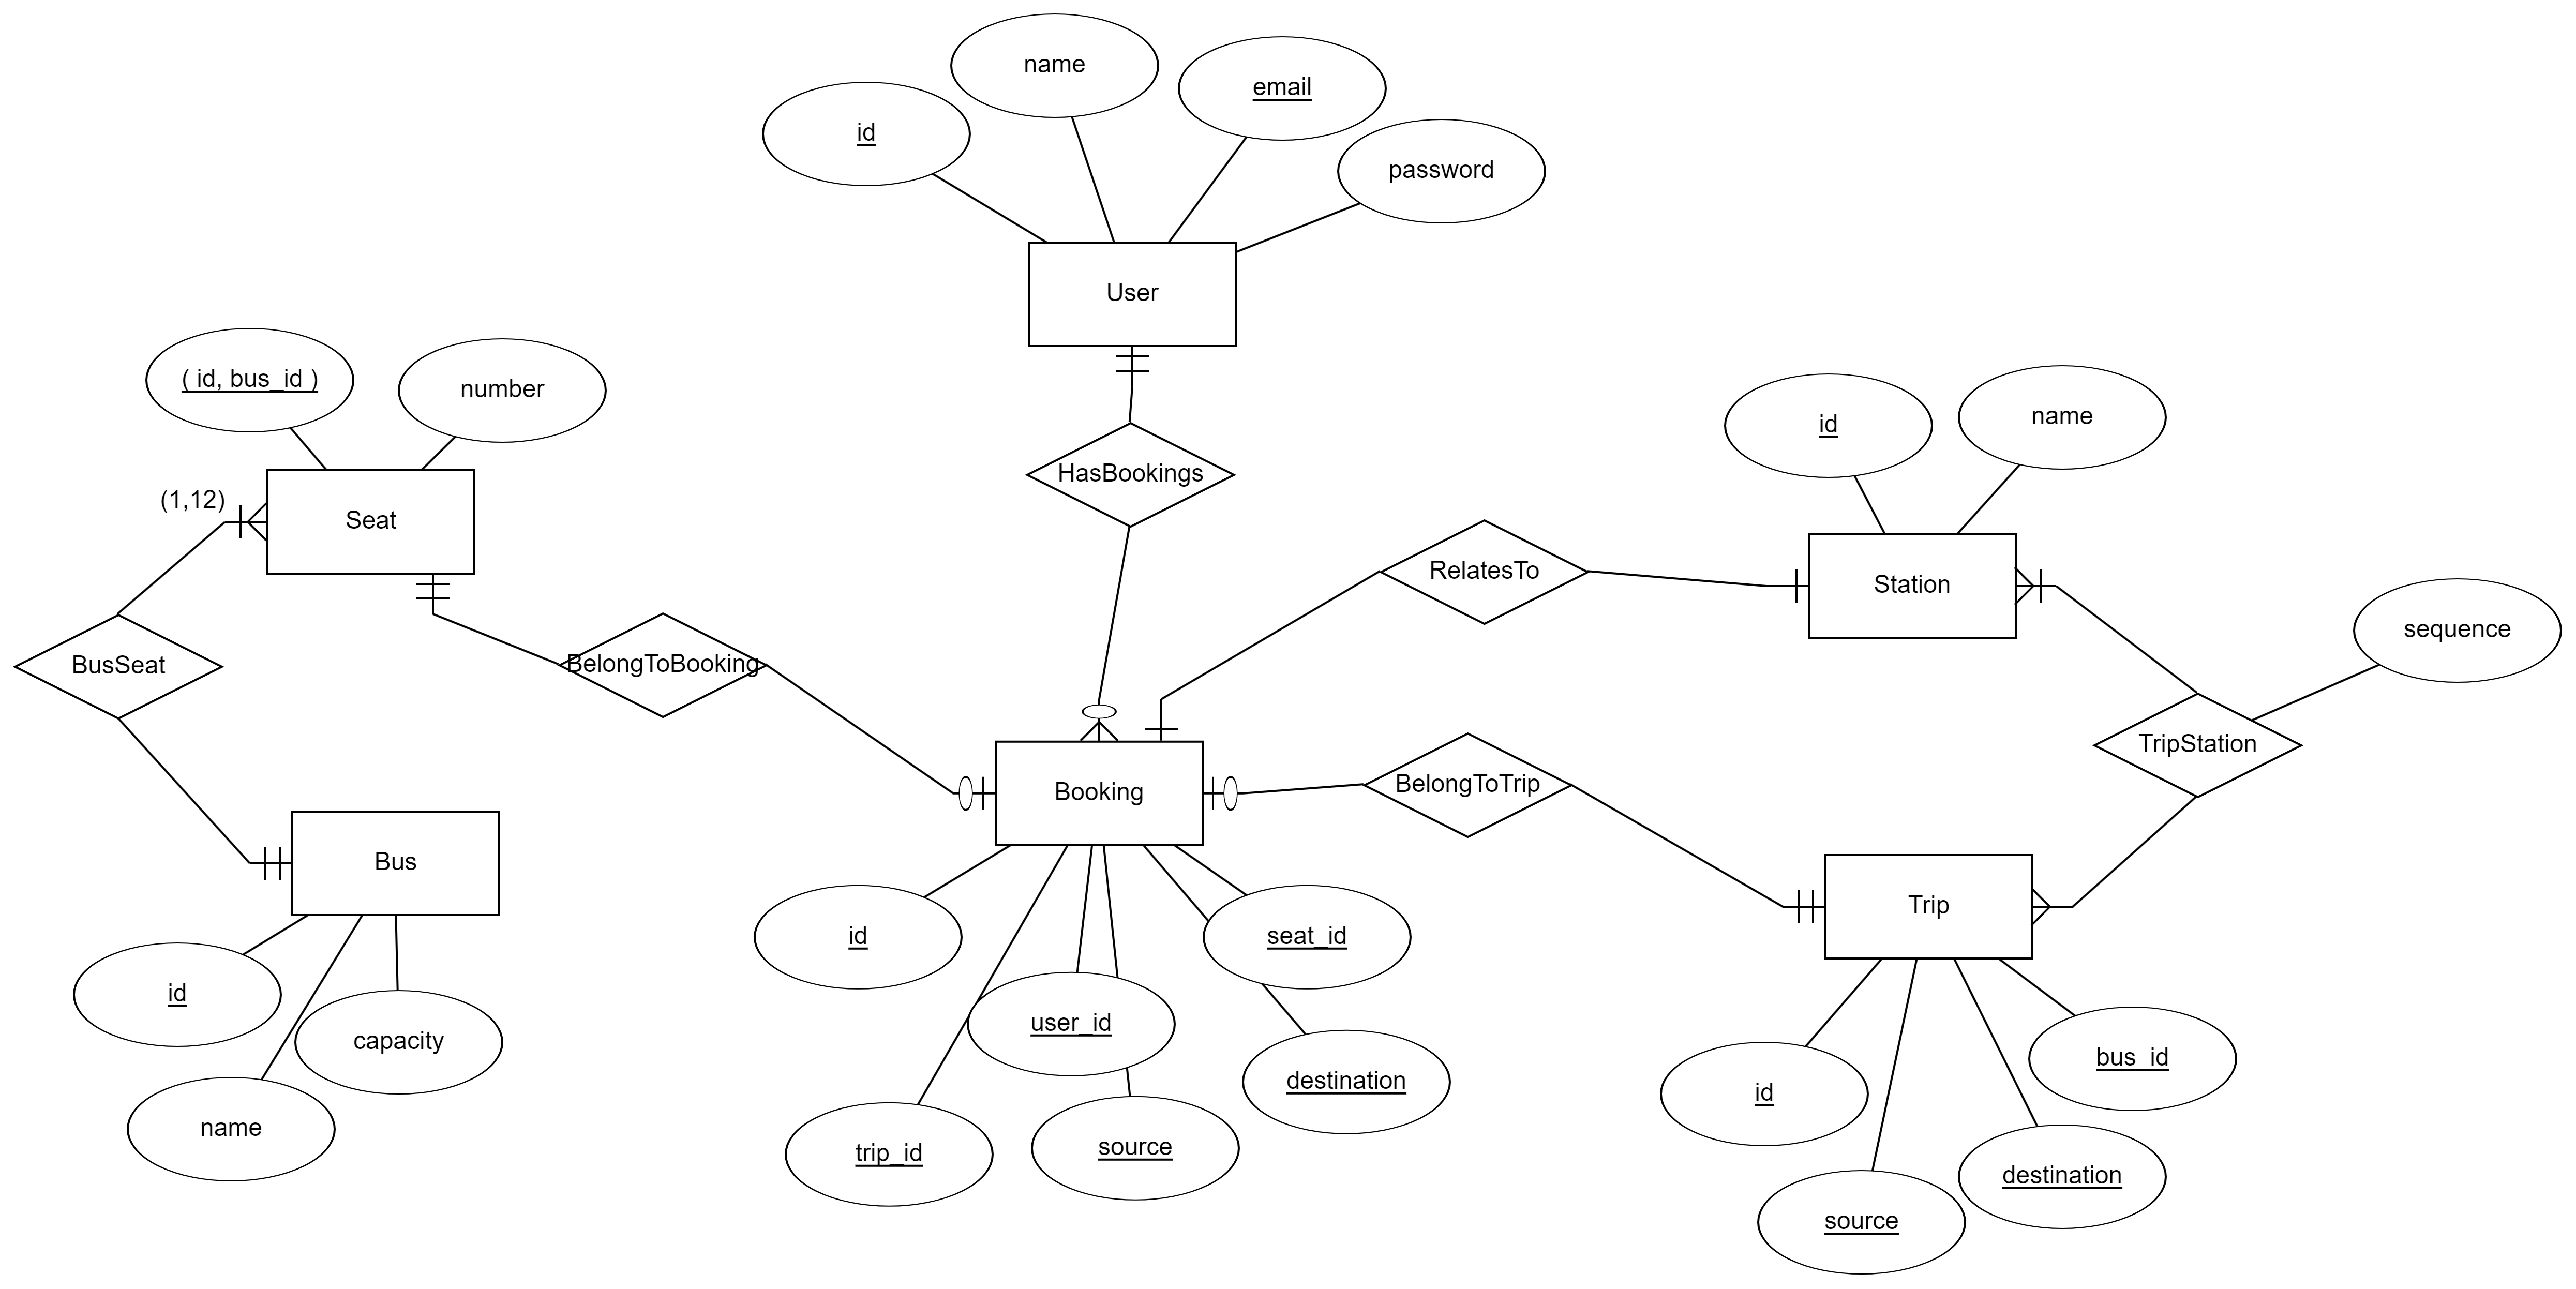 name
email
id
password
User
( id, bus_id )
number
id
name
HasBookings
(1,12)
Seat
RelatesTo
Station
sequence
BusSeat
BelongToBooking
TripStation
BelongToTrip
Booking
Bus
Trip
id
seat_id
id
user_id
capacity
destination
bus_id
id
name
trip_id
source
destination
source